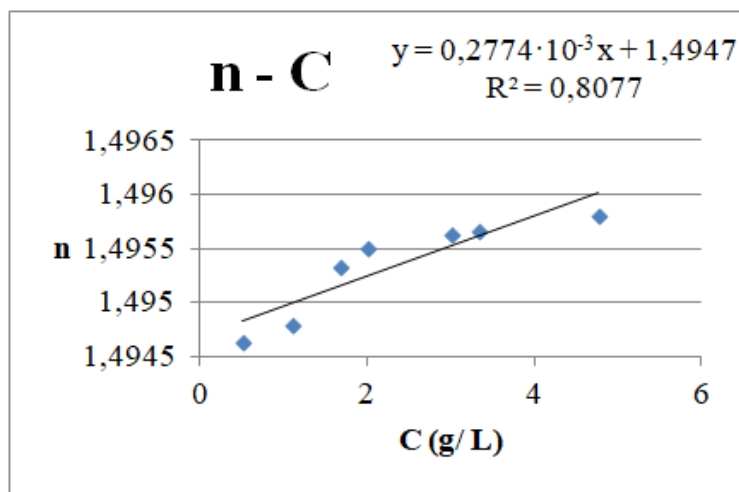 n - C
y = 0,2774·10-³x + 1,4947
R² = 0,8077
1,4965
1,496
1,4955
1,495
1,4945
n
0 2 4 6
C (g/ L)